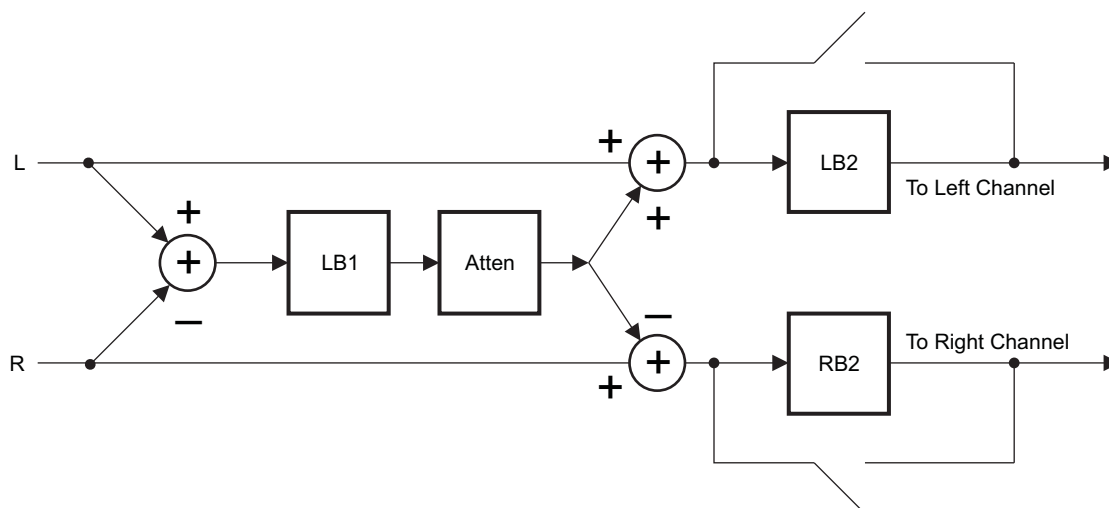 L
+
+
−
LB1
Atten
+
+
+
LB2
To Left Channel
R
−
+
+
RB2
To Right Channel